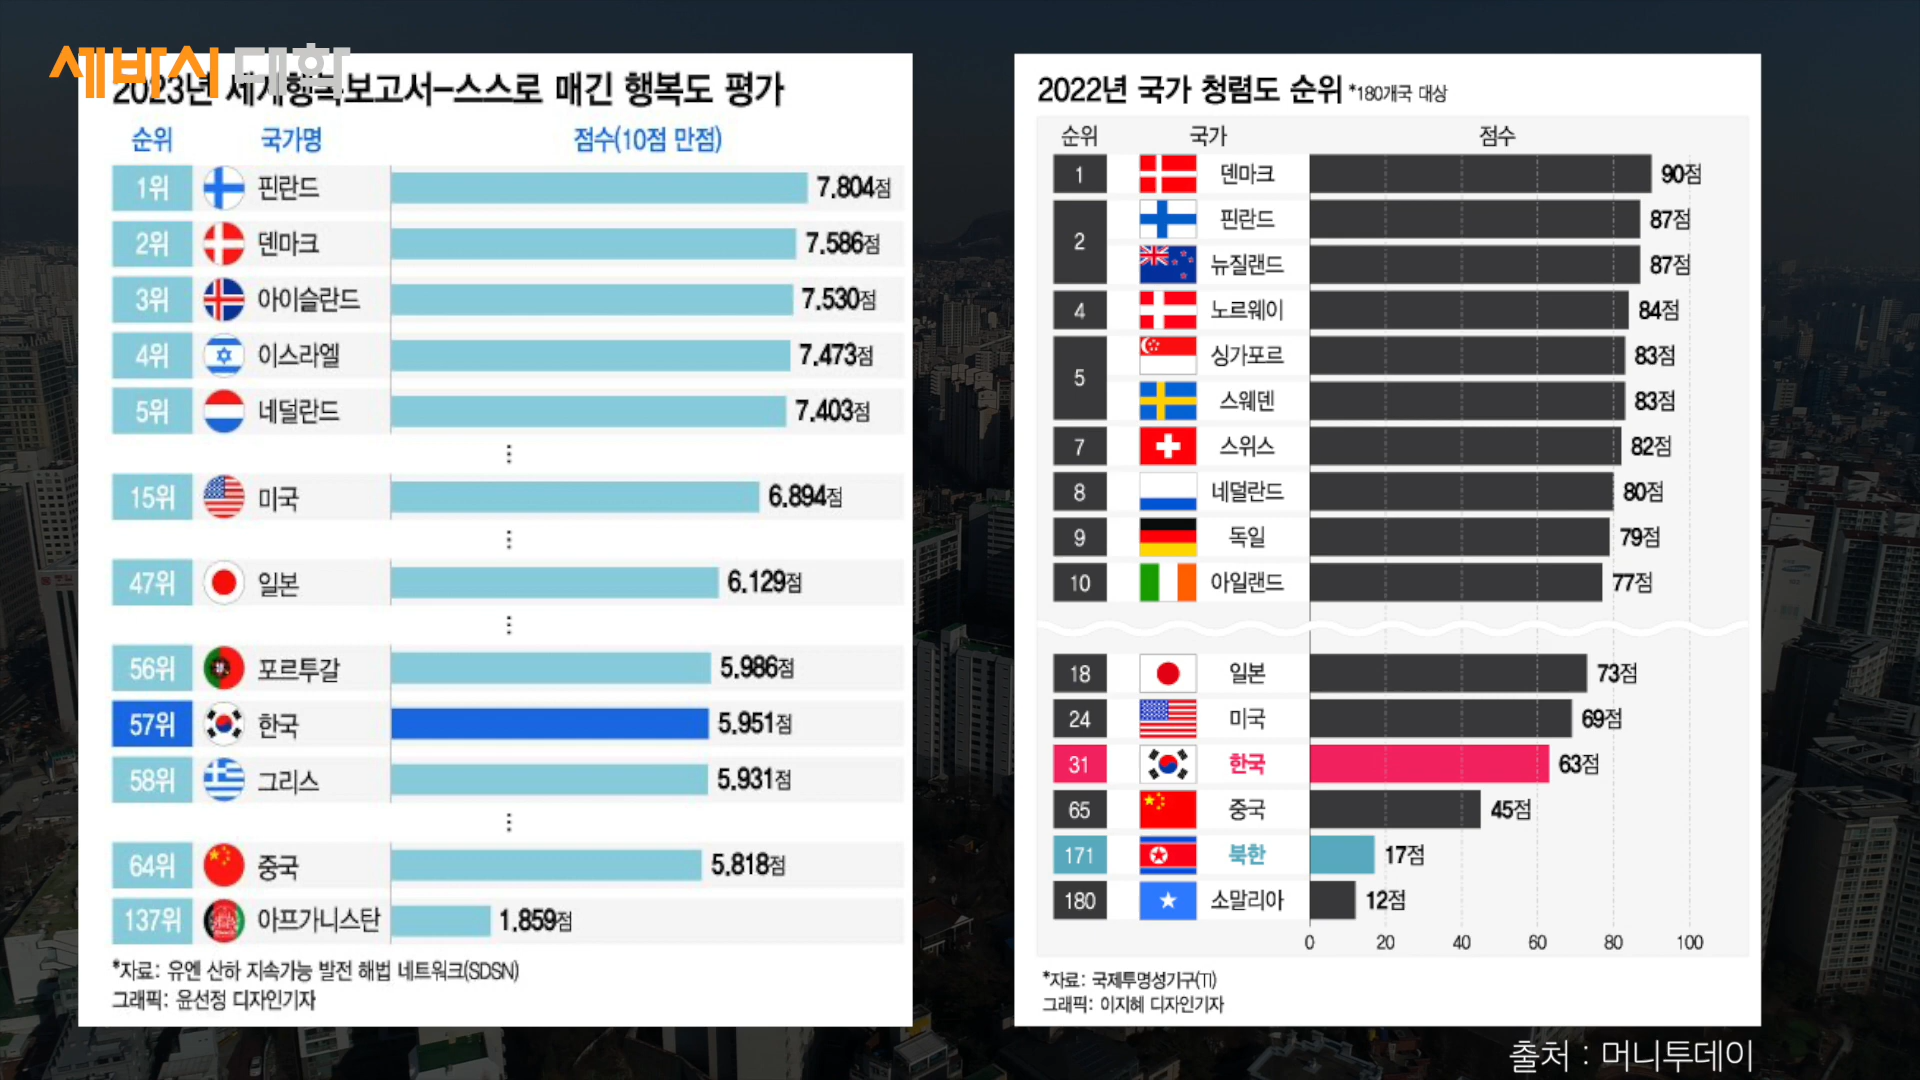 세바시 대화
2023년 세계행복보고서-스스로 매긴 행복도 평가
순위 국가명 점수(10점 만점)
1위 핀란드 7.804점
2위 덴마크 7.586점
3위 아이슬란드 7.530점
4위 이스라엘 7.473점
5위 네덜란드 7.403점
⋮
15위 미국 6.894점
⋮
47위 일본 6.129점
⋮
56위 포르투갈 5.986점
57위 한국 5.951점
58위 그리스 5.931점
⋮
64위 중국 5.818점
137위 아프가니스탄 1.859점
*자료: 유엔 산하 지속가능 발전 해법 네트워크(SDSN)
그래픽: 윤선정 디자인기자
2022년 국가 청렴도 순위 *180개국 대상
순위 국가 점수
1 덴마크 90점
2 핀란드 87점
뉴질랜드 87점
4 노르웨이 84점
5 싱가포르 83점
스웨덴 83점
7 스위스 82점
8 네덜란드 80점
9 독일 79점
10 아일랜드 77점
18 일본 73점
24 미국 69점
31 한국 63점
65 중국 45점
171 북한 17점
180 소말리아 12점
0 20 40 60 80 100
*자료: 국제투명성기구(TI)
그래픽: 이지혜 디자인기자
출처 : 머니투데이